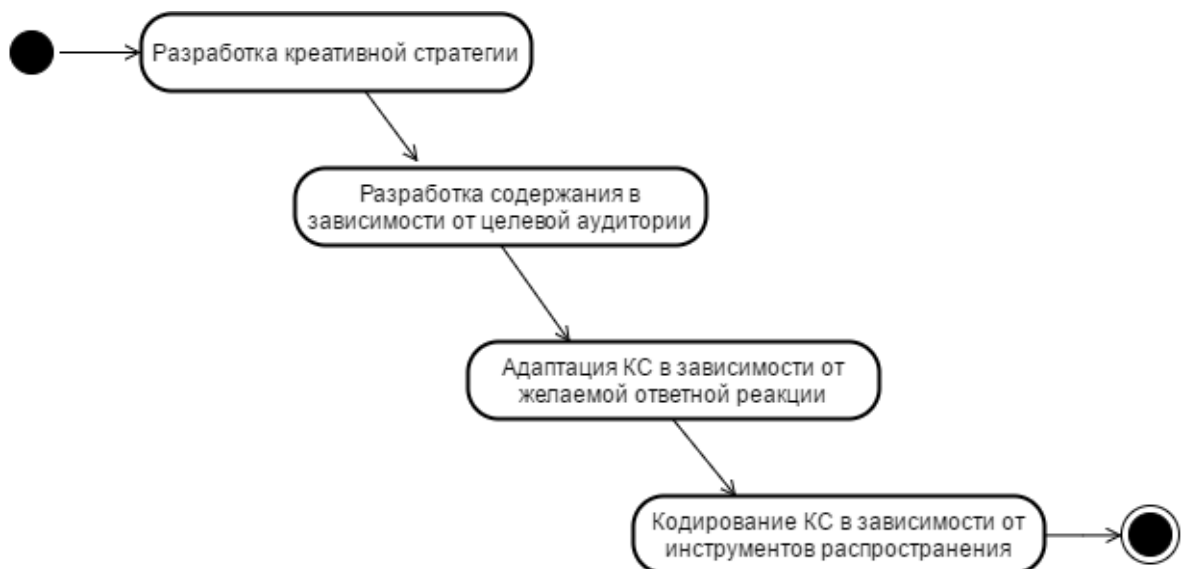 Разработка креативной стратегии
Разработка содержания в
зависимости от целевой аудитории
Адаптация КС в зависимости от
желаемой ответной реакции
Кодирование КС в зависимости от
инструментов распространения